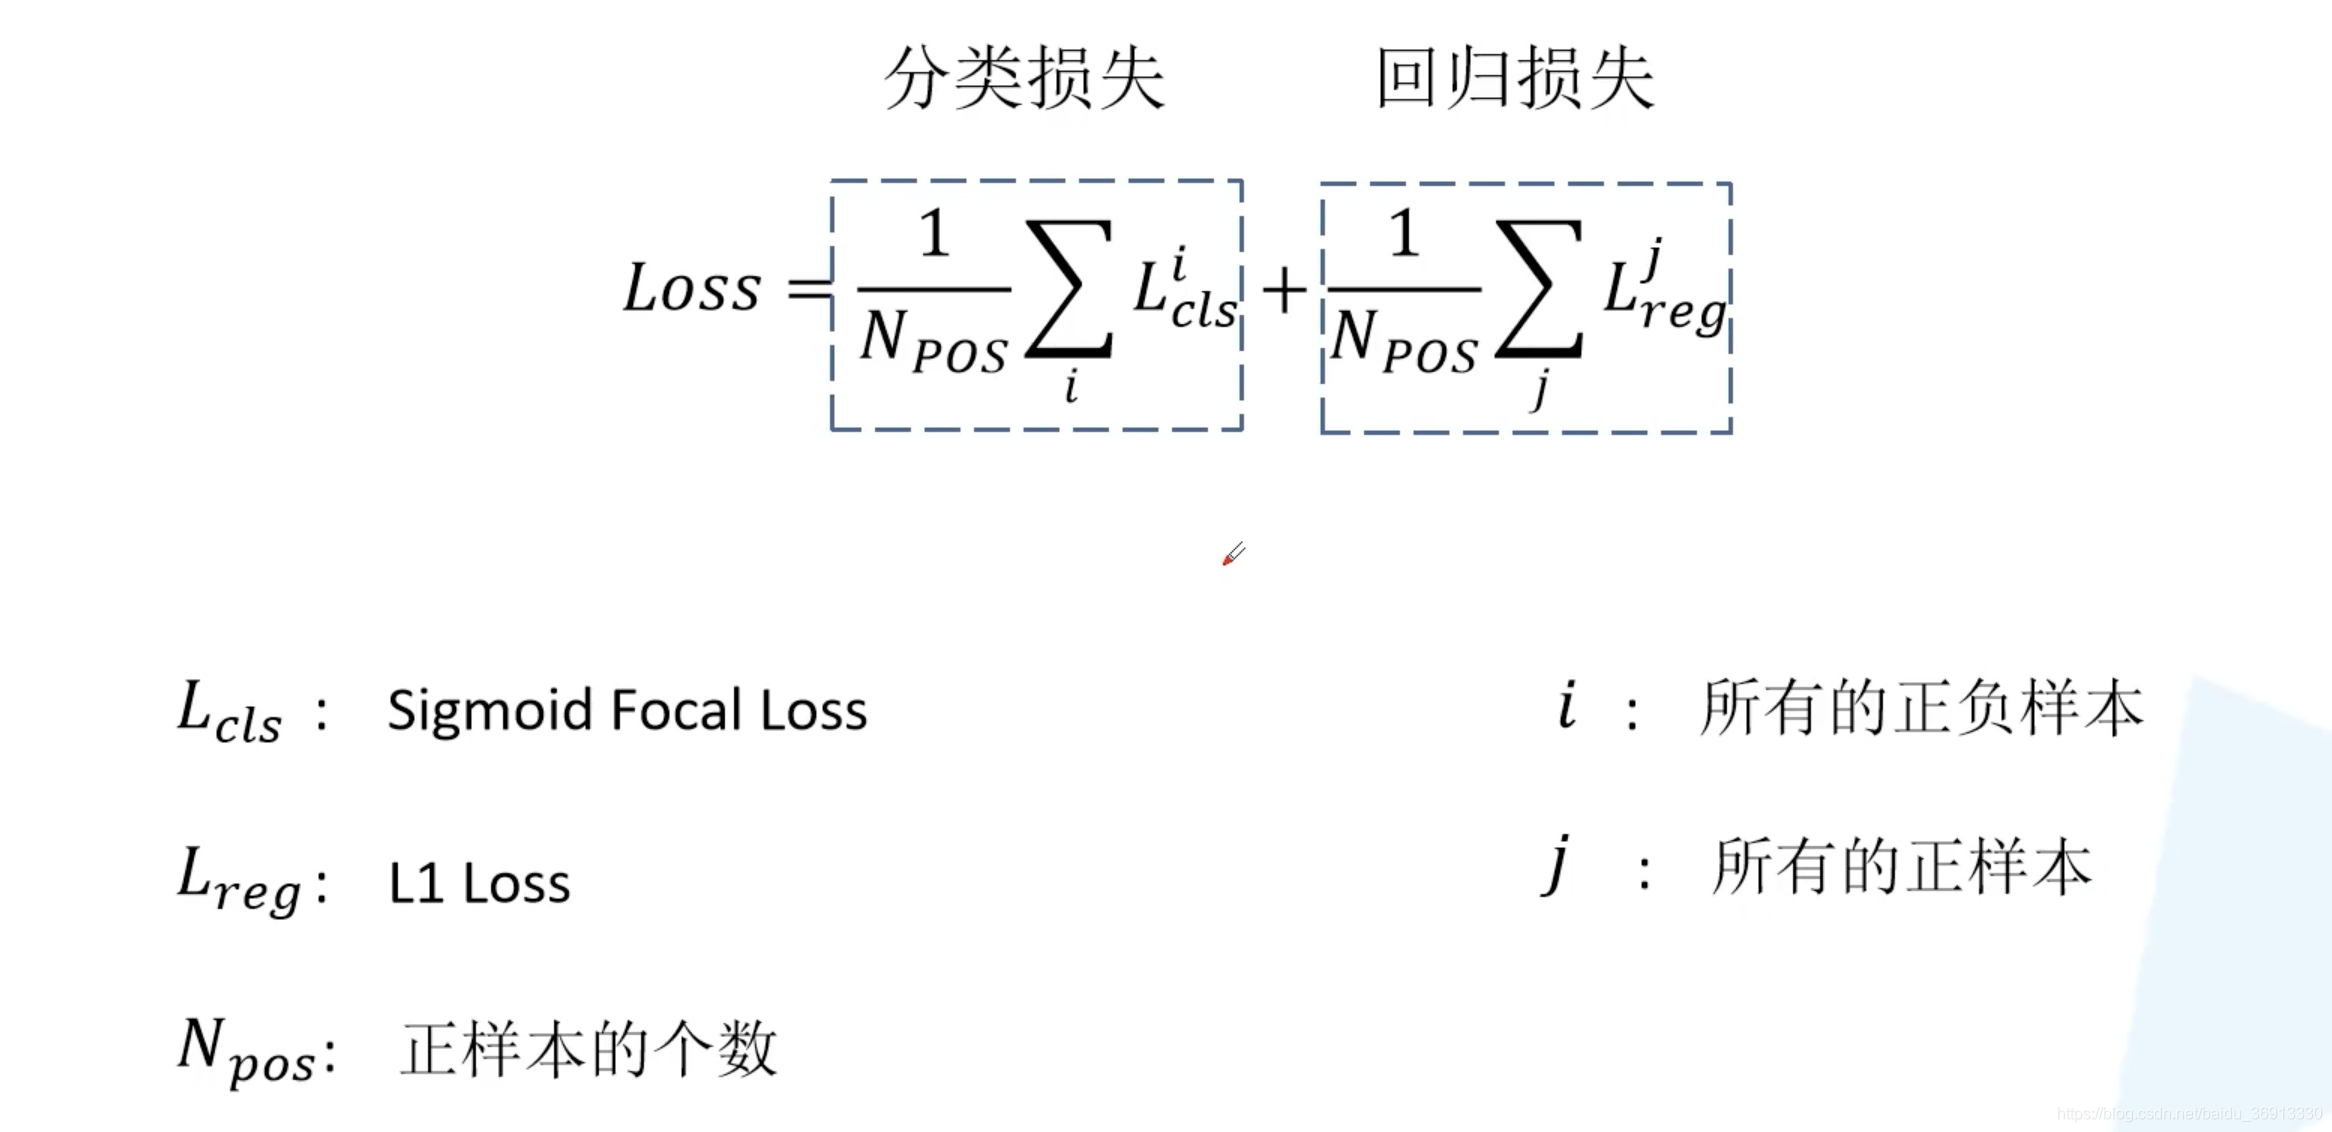 分类损失 回归损失
Loss = \frac{1}{N_{POS}} \sum_{i} L_{cls}^{i} + \frac{1}{N_{POS}} \sum_{j} L_{reg}^{j}
L_{cls} : Sigmoid Focal Loss i : 所有的正负样本
L_{reg} : L1 Loss j : 所有的正样本
N_{pos} : 正样本的个数
https://blog.csdn.net/baidu_36913330